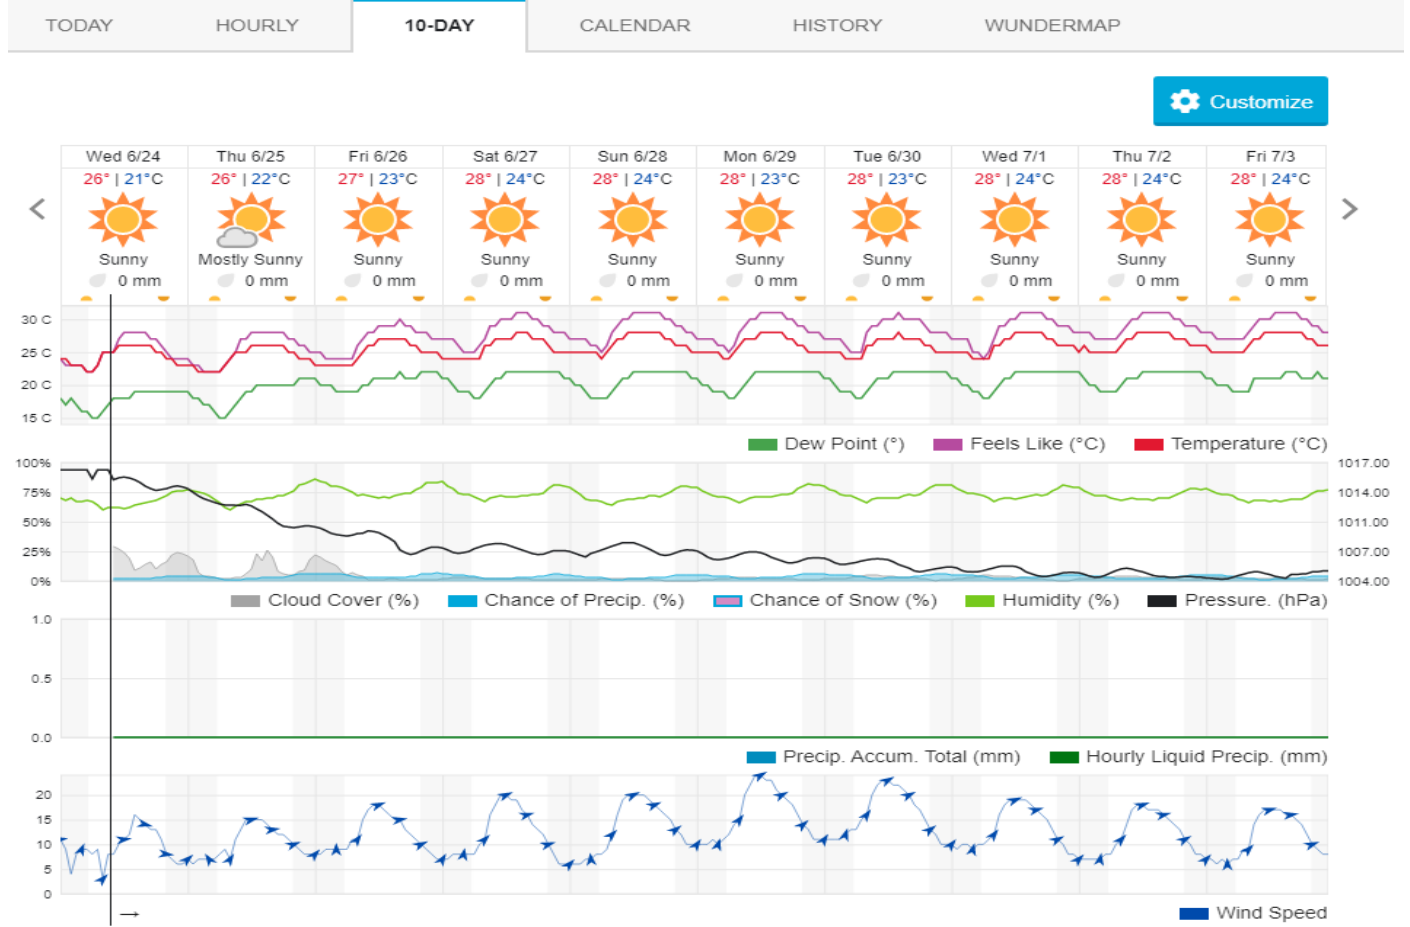 TODAY HOURLY 10-DAY CALENDAR HISTORY WUNDERMAP
Customize
Wed 6/24 Thu 6/25 Fri 6/26 Sat 6/27 Sun 6/28 Mon 6/29 Tue 6/30 Wed 7/1 Thu 7/2 Fri 7/3
26° | 21°C 26° | 22°C 27° | 23°C 28° | 24°C 28° | 24°C 28° | 23°C 28° | 23°C 28° | 24°C 28° | 24°C 28° | 24°C
Sunny Mostly Sunny Sunny Sunny Sunny Sunny Sunny Sunny Sunny Sunny
0 mm 0 mm 0 mm 0 mm 0 mm 0 mm 0 mm 0 mm 0 mm 0 mm
30 C
25 C
20 C
15 C
Dew Point (°) Feels Like (°C) Temperature (°C)
100% 1017.00
75% 1014.00
50% 1011.00
25% 1007.00
0% 1004.00
Cloud Cover (%) Chance of Precip. (%) Chance of Snow (%) Humidity (%) Pressure. (hPa)
1.0
0.5
0.0
Precip. Accum. Total (mm) Hourly Liquid Precip. (mm)
20
15
10
5
0
Wind Speed